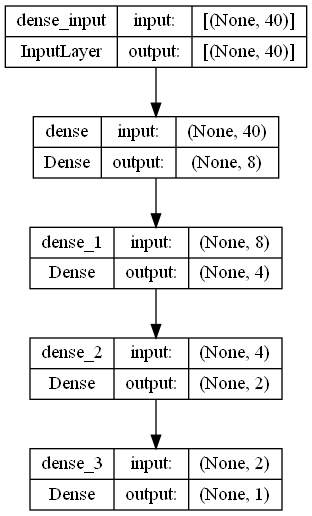 dense_input input: [(None, 40)]
InputLayer output: [(None, 40)]
dense input: (None, 40)
Dense output: (None, 8)
dense_1 input: (None, 8)
Dense output: (None, 4)
dense_2 input: (None, 4)
Dense output: (None, 2)
dense_3 input: (None, 2)
Dense output: (None, 1)